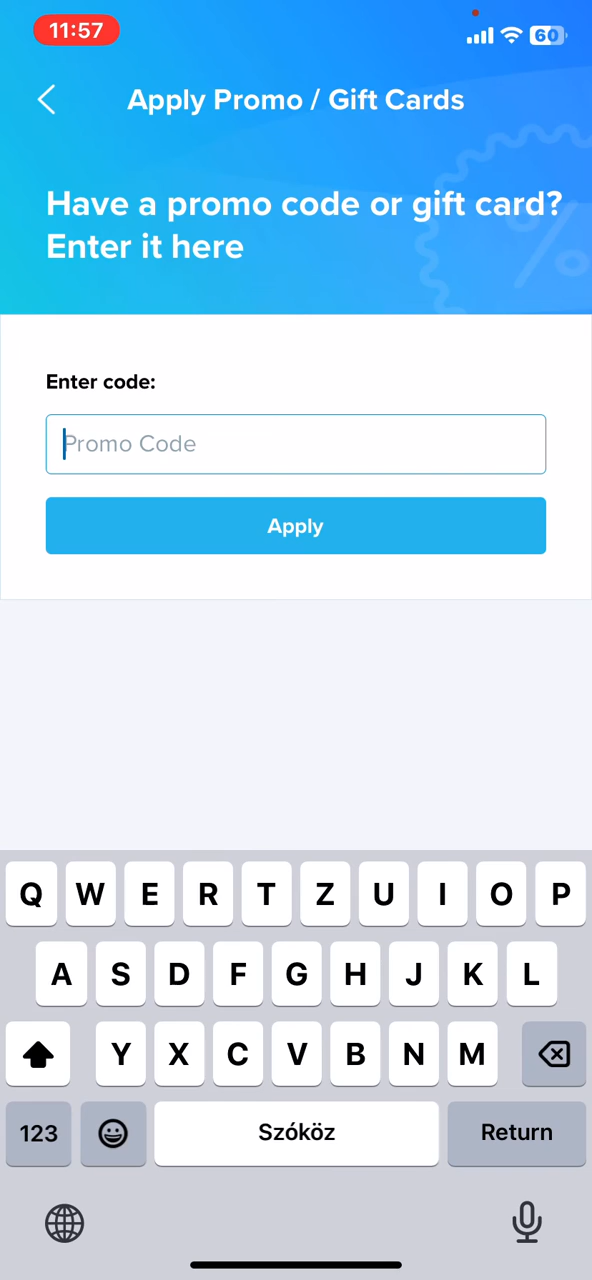 11:57
60
Apply Promo / Gift Cards
Have a promo code or gift card?
Enter it here
Enter code:
Promo Code
Apply
Q W E R T Z U I O P
A S D F G H J K L
Y X C V B N M
123 Szóköz Return